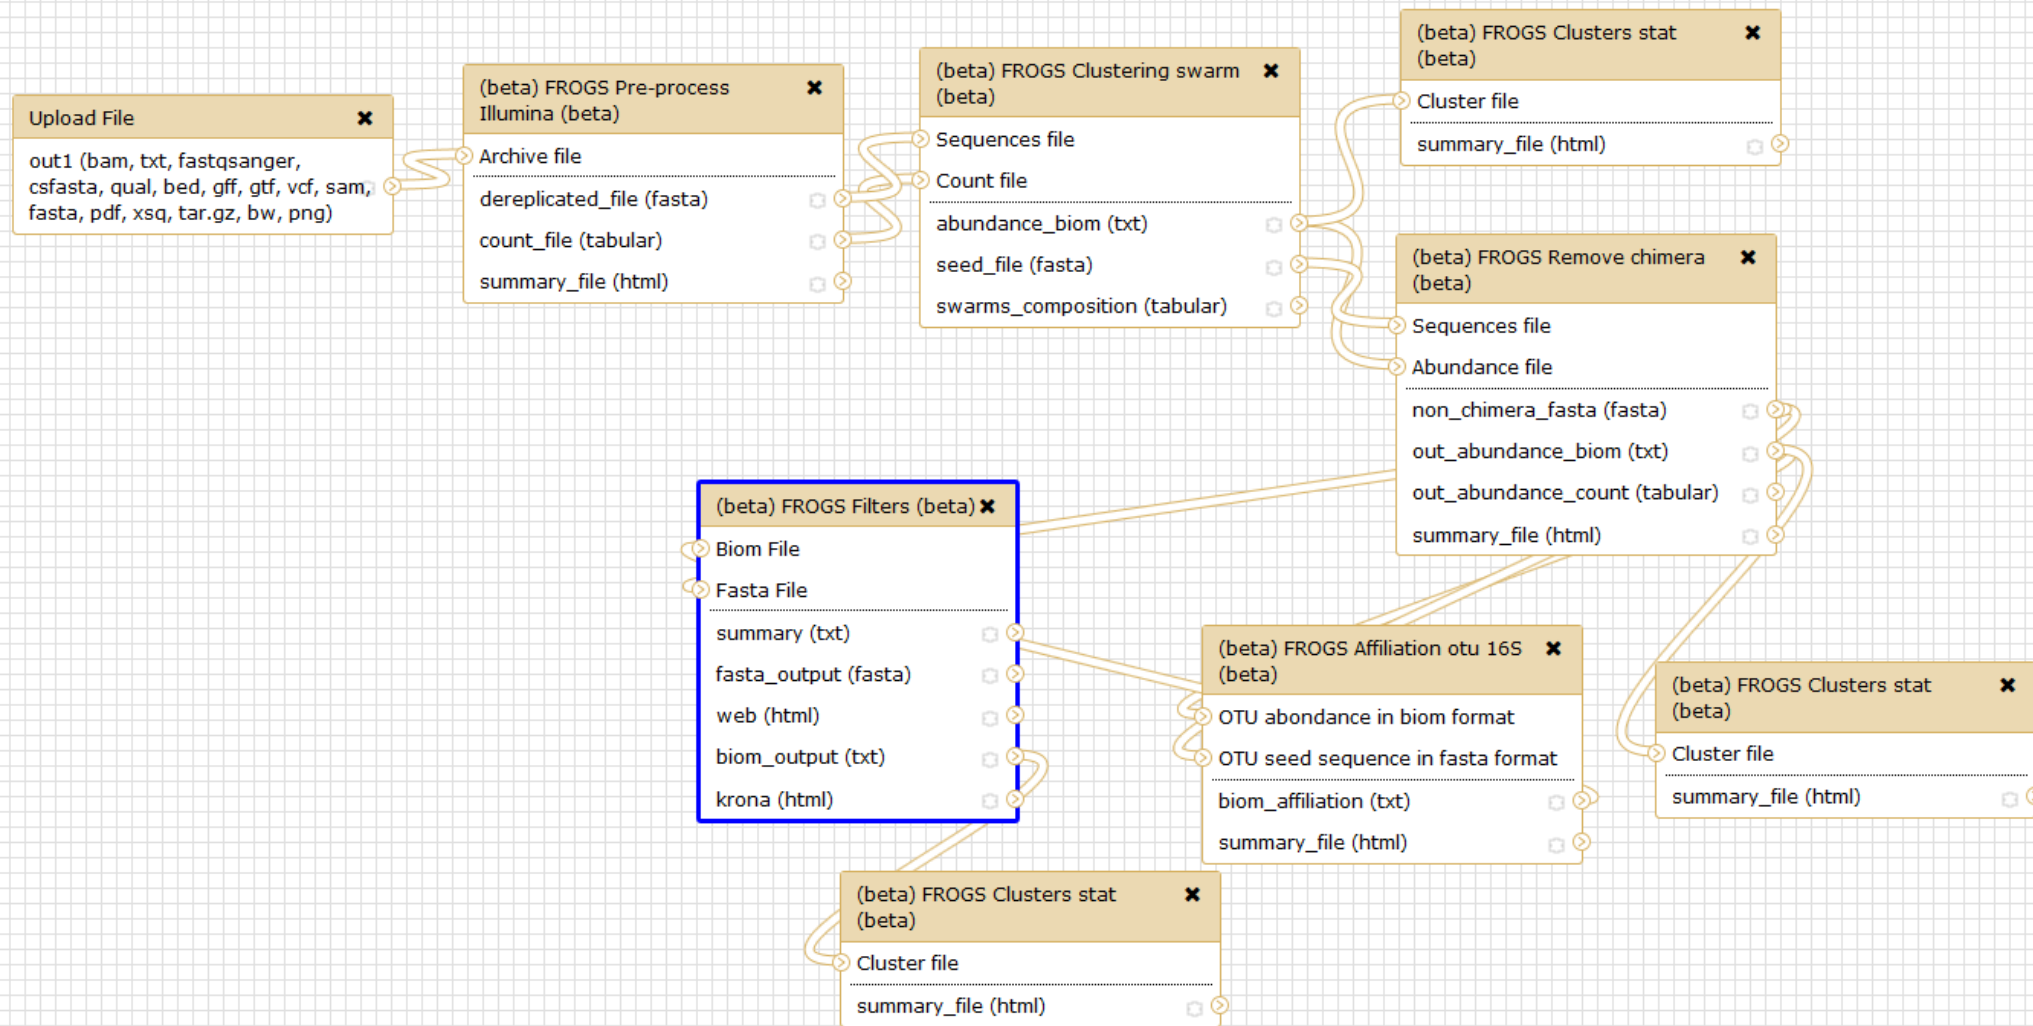 Upload File
out1 (bam, txt, fastqsanger,
csfasta, qual, bed, gff, gtf, vcf, sam,
fasta, pdf, xsq, tar.gz, bw, png)
(beta) FROGS Pre-process
Illumina (beta)
Archive file
dereplicated_file (fasta)
count_file (tabular)
summary_file (html)
(beta) FROGS Clustering swarm
(beta)
Sequences file
Count file
abundance_biom (txt)
seed_file (fasta)
swarms_composition (tabular)
(beta) FROGS Clusters stat
(beta)
Cluster file
summary_file (html)
(beta) FROGS Remove chimera
(beta)
Sequences file
Abundance file
non_chimera_fasta (fasta)
out_abundance_biom (txt)
out_abundance_count (tabular)
summary_file (html)
(beta) FROGS Filters (beta)
Biom File
Fasta File
summary (txt)
fasta_output (fasta)
web (html)
biom_output (txt)
krona (html)
(beta) FROGS Affiliation otu 16S
(beta)
OTU abondance in biom format
OTU seed sequence in fasta format
biom_affiliation (txt)
summary_file (html)
(beta) FROGS Clusters stat
(beta)
Cluster file
summary_file (html)
(beta) FROGS Clusters stat
(beta)
Cluster file
summary_file (html)